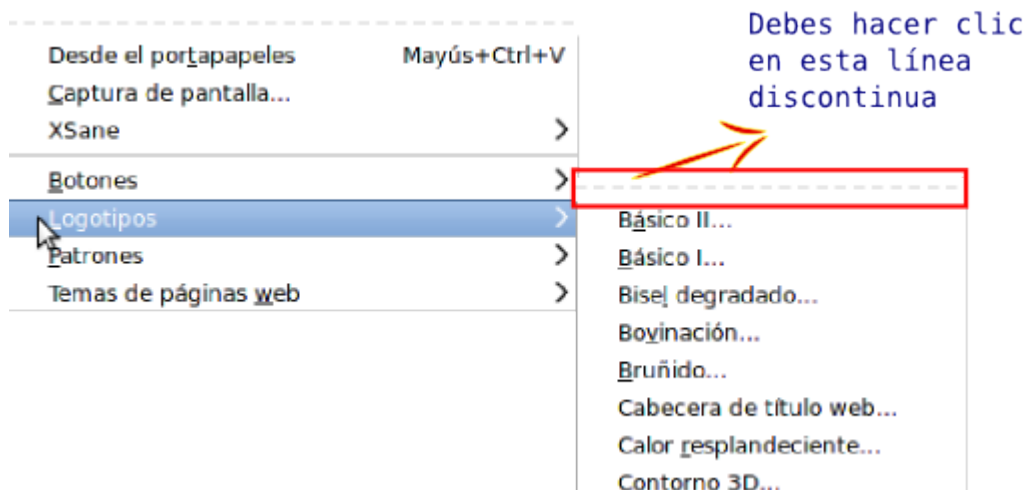 Debes hacer clic
en esta línea
discontinua
Desde el portapapeles Mayús+Ctrl+V
Captura de pantalla...
XSane
Botones
Logotipos
Patrones
Temas de páginas web
Básico II...
Básico I...
Bisel degradado...
Bovinación...
Bruñido...
Cabecera de título web...
Calor resplandeciente...
Contorno 3D...